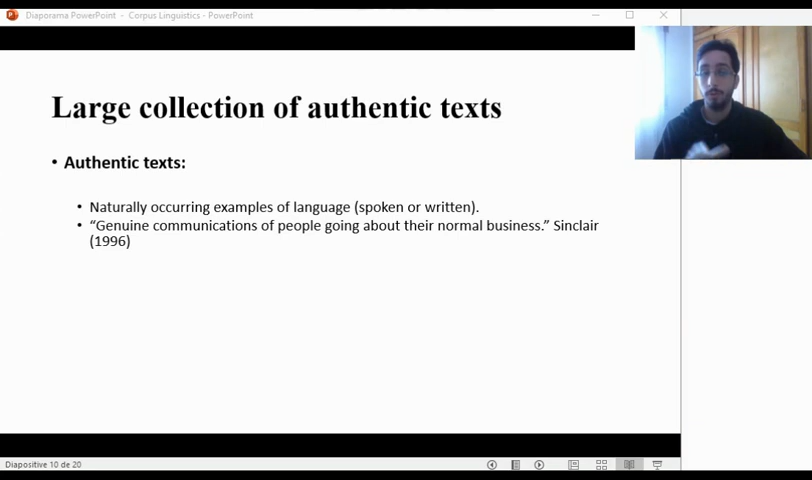 Diaporama PowerPoint - Corpus Linguistics - PowerPoint
Large collection of authentic texts
• Authentic texts:
• Naturally occurring examples of language (spoken or written).
• “Genuine communications of people going about their normal business.” Sinclair
(1996)
Diapositive 10 de 20